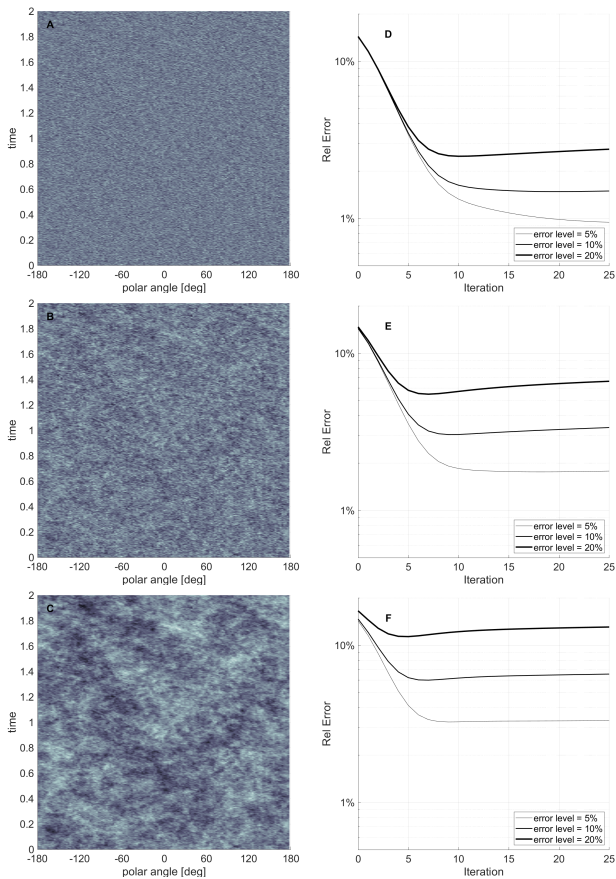 A
2
1.8
1.6
1.4
1.2
1
0.8
0.6
0.4
0.2
0
time
-180 -120 -60 0 60 120 180
polar angle [deg]
D
10%
1%
Rel Error
error level = 5%
error level = 10%
error level = 20%
0 5 10 15 20 25
Iteration
B
2
1.8
1.6
1.4
1.2
1
0.8
0.6
0.4
0.2
0
time
-180 -120 -60 0 60 120 180
polar angle [deg]
E
10%
1%
Rel Error
error level = 5%
error level = 10%
error level = 20%
0 5 10 15 20 25
Iteration
C
2
1.8
1.6
1.4
1.2
1
0.8
0.6
0.4
0.2
0
time
-180 -120 -60 0 60 120 180
polar angle [deg]
F
10%
1%
Rel Error
error level = 5%
error level = 10%
error level = 20%
0 5 10 15 20 25
Iteration